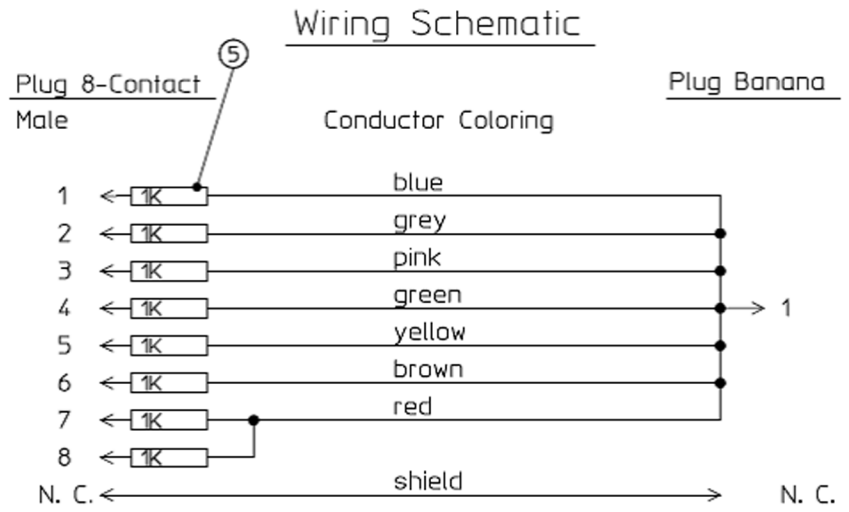 Wiring Schematic
5
Plug 8-Contact
Plug Banana
Male
Conductor Coloring
1 1K blue
2 1K grey
3 1K pink
4 1K green 1
5 1K yellow
6 1K brown
7 1K red
8 1K
N. C. shield N. C.